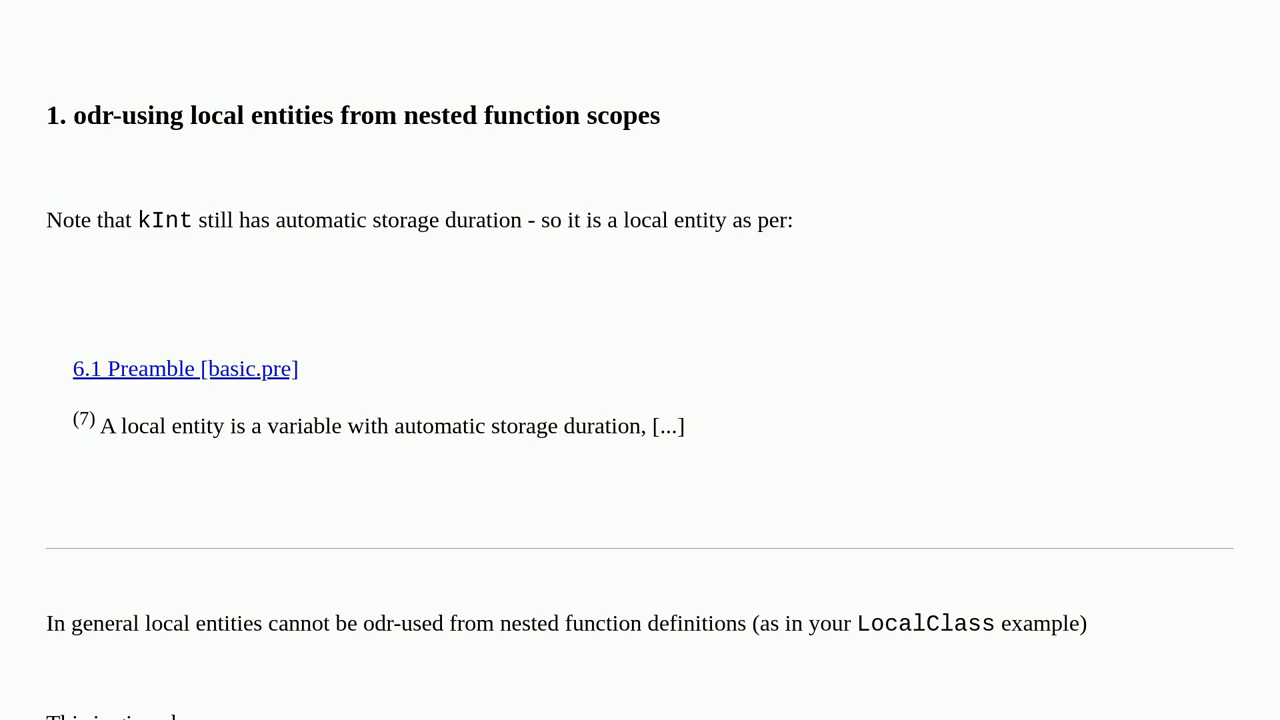 1. odr-using local entities from nested function scopes
Note that kInt still has automatic storage duration - so it is a local entity as per:
6.1 Preamble [basic.pre]
(7) A local entity is a variable with automatic storage duration, [...]
In general local entities cannot be odr-used from nested function definitions (as in your LocalClass example)